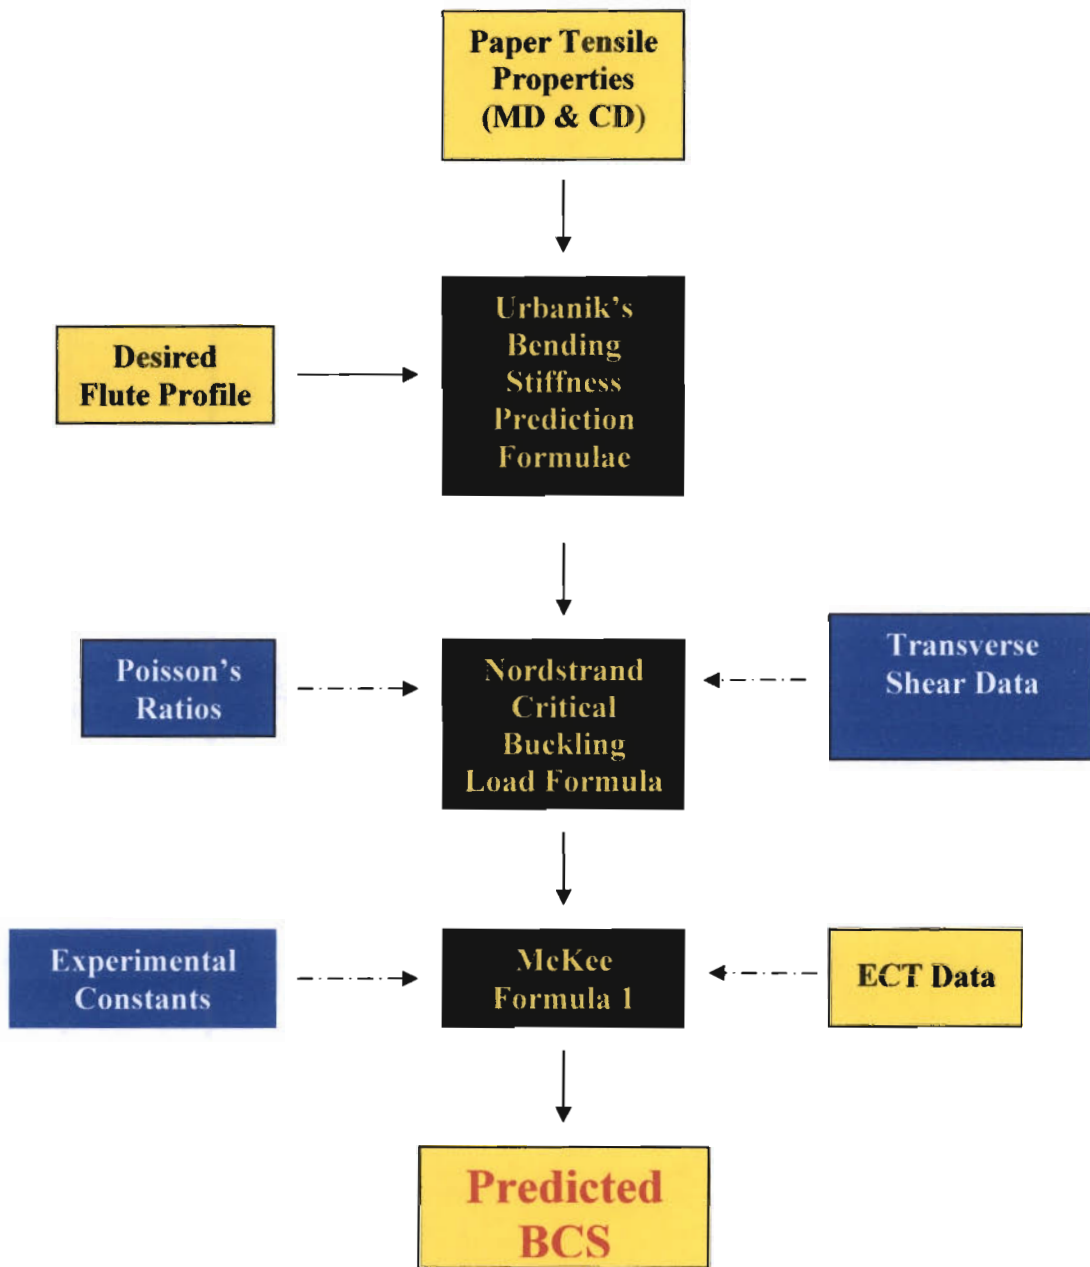 Paper Tensile
Properties
(MD & CD)
Urbanik's
Bending
Stiffness
Prediction
Formulae
Desired
Flute Profile
Poisson's
Ratios
Nordstrand
Critical
Buckling
Load Formula
Transverse
Shear Data
Experimental
Constants
McKee
Formula 1
ECT Data
Predicted
BCS